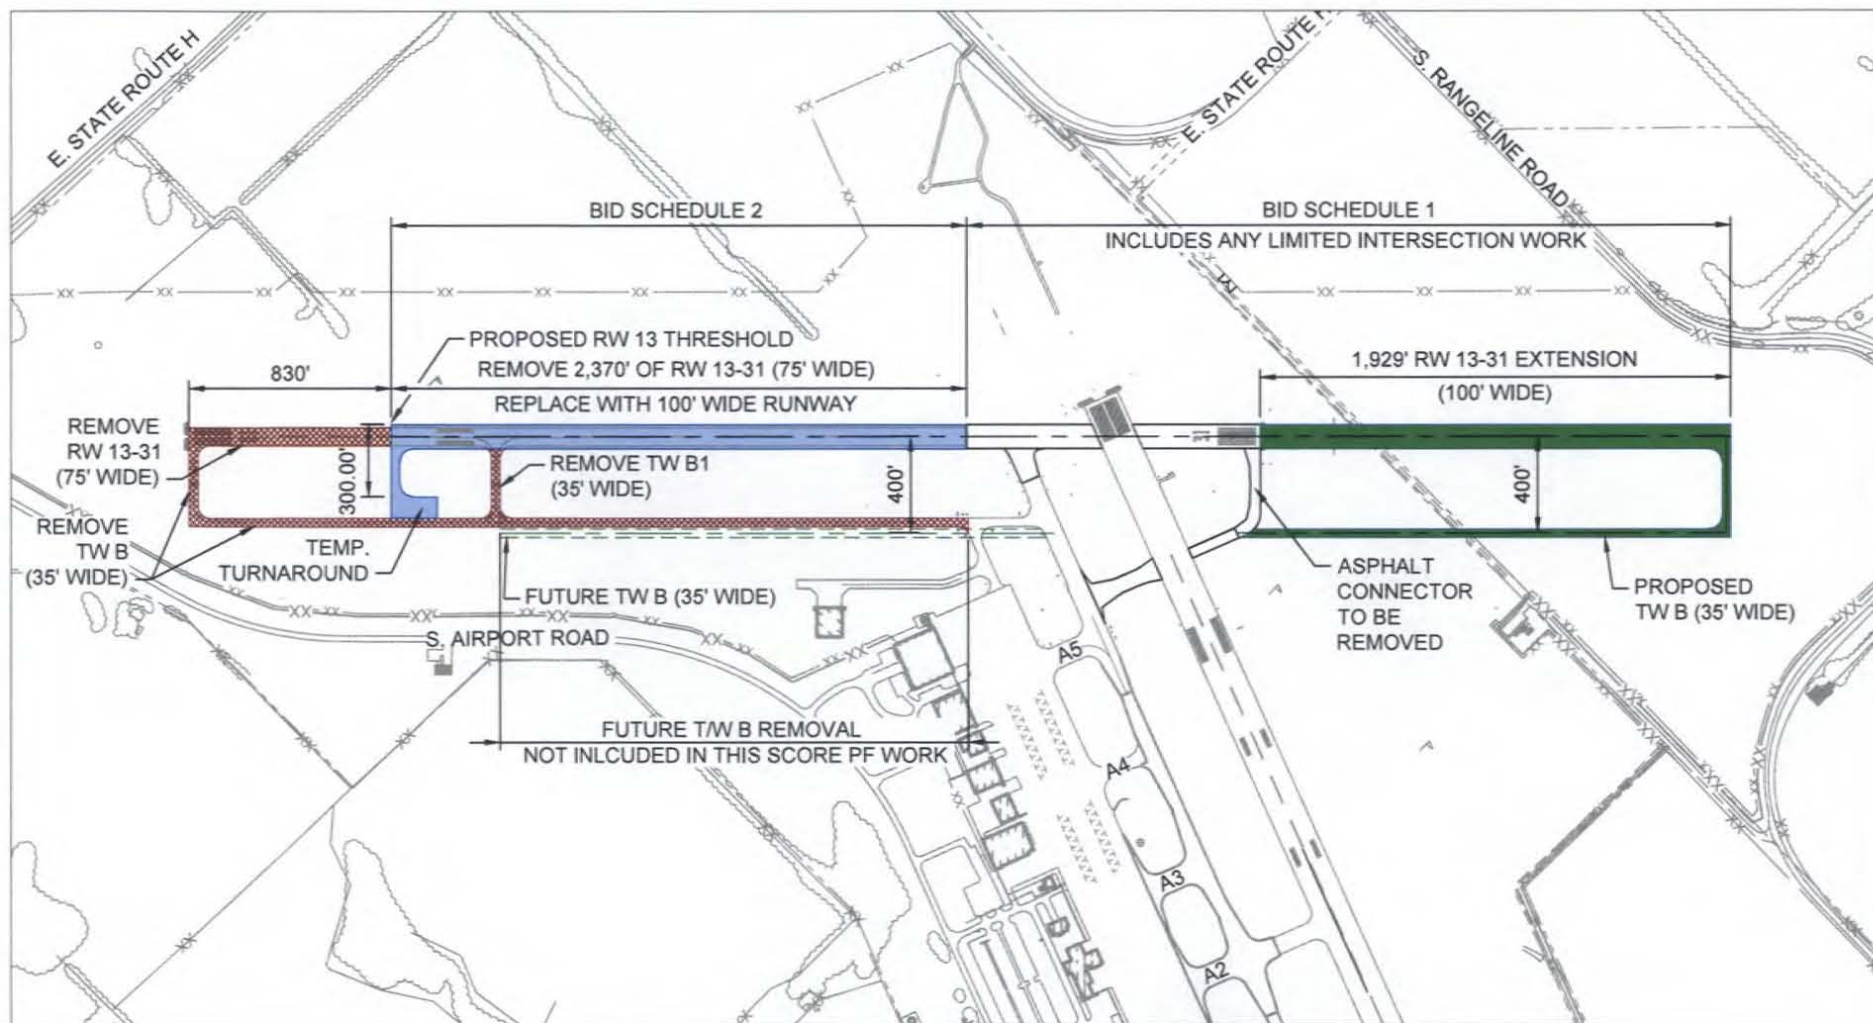 E. STATE ROUTE H
E. STATE ROUTE H
S. RANGELINE ROAD
BID SCHEDULE 2
BID SCHEDULE 1
INCLUDES ANY LIMITED INTERSECTION WORK
PROPOSED RW 13 THRESHOLD
830'
REMOVE 2,370' OF RW 13-31 (75' WIDE)
REPLACE WITH 100' WIDE RUNWAY
1,929' RW 13-31 EXTENSION
(100' WIDE)
REMOVE
RW 13-31
(75' WIDE)
300.00'
REMOVE TW B1
(35' WIDE)
400'
400'
REMOVE
TW B
(35' WIDE)
TEMP.
TURNAROUND
FUTURE TW B (35' WIDE)
ASPHALT
CONNECTOR
TO BE
REMOVED
PROPOSED
TW B (35' WIDE)
S. AIRPORT ROAD
A5
FUTURE T/W B REMOVAL
NOT INLCUDED IN THIS SCORE PF WORK
A4
A3
A2